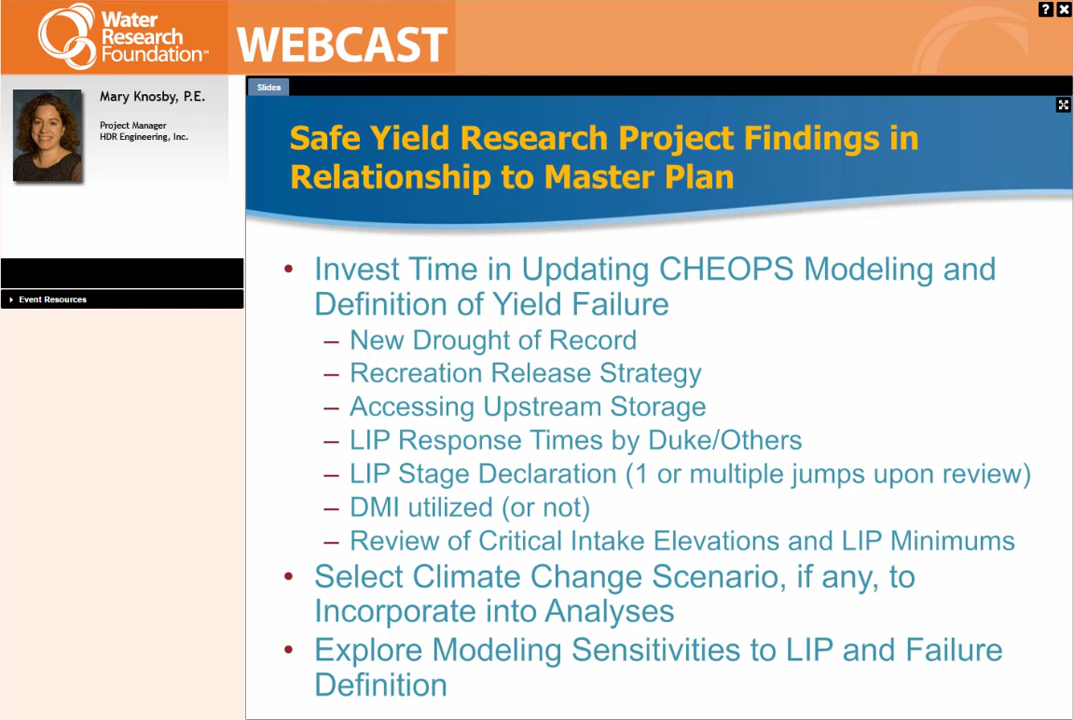 Water
Research
Foundation™
WEBCAST
?
Mary Knosby, P.E.
Project Manager
HDR Engineering, Inc.
Event Resources
Slides
Safe Yield Research Project Findings in
Relationship to Master Plan
• Invest Time in Updating CHEOPS Modeling and
Definition of Yield Failure
– New Drought of Record
– Recreation Release Strategy
– Accessing Upstream Storage
– LIP Response Times by Duke/Others
– LIP Stage Declaration (1 or multiple jumps upon review)
– DMI utilized (or not)
– Review of Critical Intake Elevations and LIP Minimums
• Select Climate Change Scenario, if any, to
Incorporate into Analyses
• Explore Modeling Sensitivities to LIP and Failure
Definition